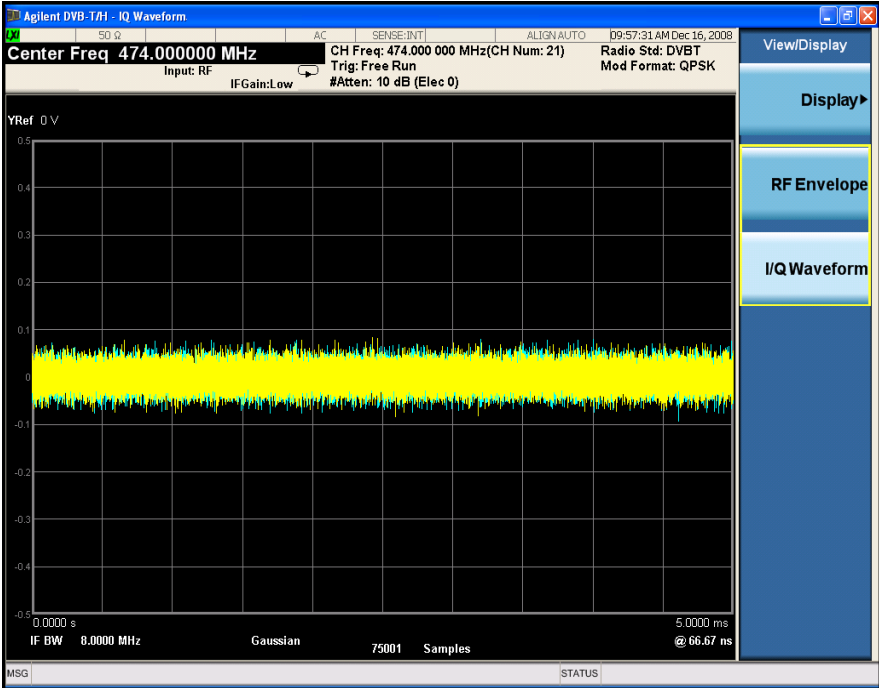 Agilent DVB-T/H - IQ Waveform
LXI 50 Ω AC SENSE:INT ALIGN AUTO 09:57:31 AM Dec 16, 2008
Center Freq 474.000000 MHz
Input: RF
IFGain:Low
CH Freq: 474.000 000 MHz(CH Num: 21)
Trig: Free Run
#Atten: 10 dB (Elec 0)
Radio Std: DVBT
Mod Format: QPSK
View/Display
Display
RF Envelope
I/Q Waveform
YRef 0 V
0.5
0.4
0.3
0.2
0.1
0
-0.1
-0.2
-0.3
-0.4
-0.5
0.0000 s 5.0000 ms
IF BW 8.0000 MHz Gaussian 75001 Samples @ 66.67 ns
MSG STATUS